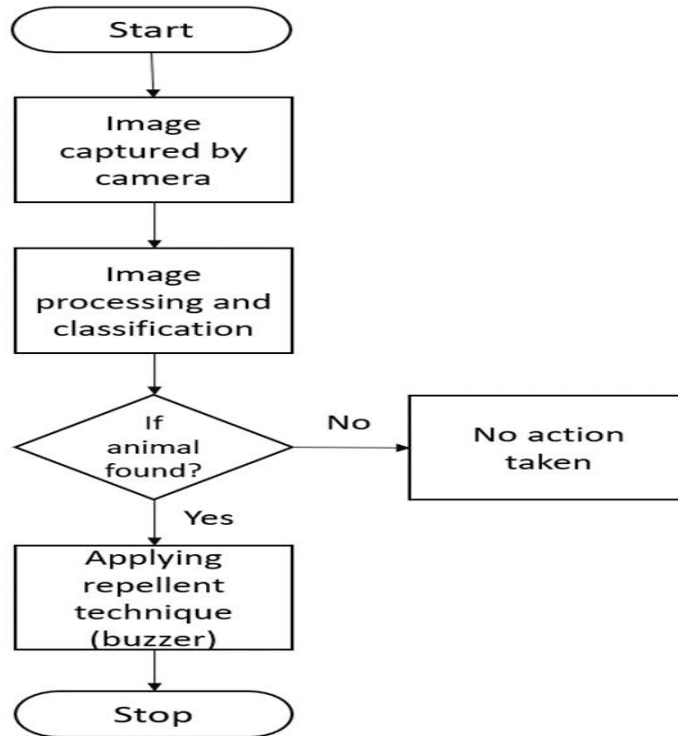 Start
Image
captured by
camera
Image
processing and
classification
If
animal
found?
No
No action
taken
Yes
Applying
repellent
technique
(buzzer)
Stop